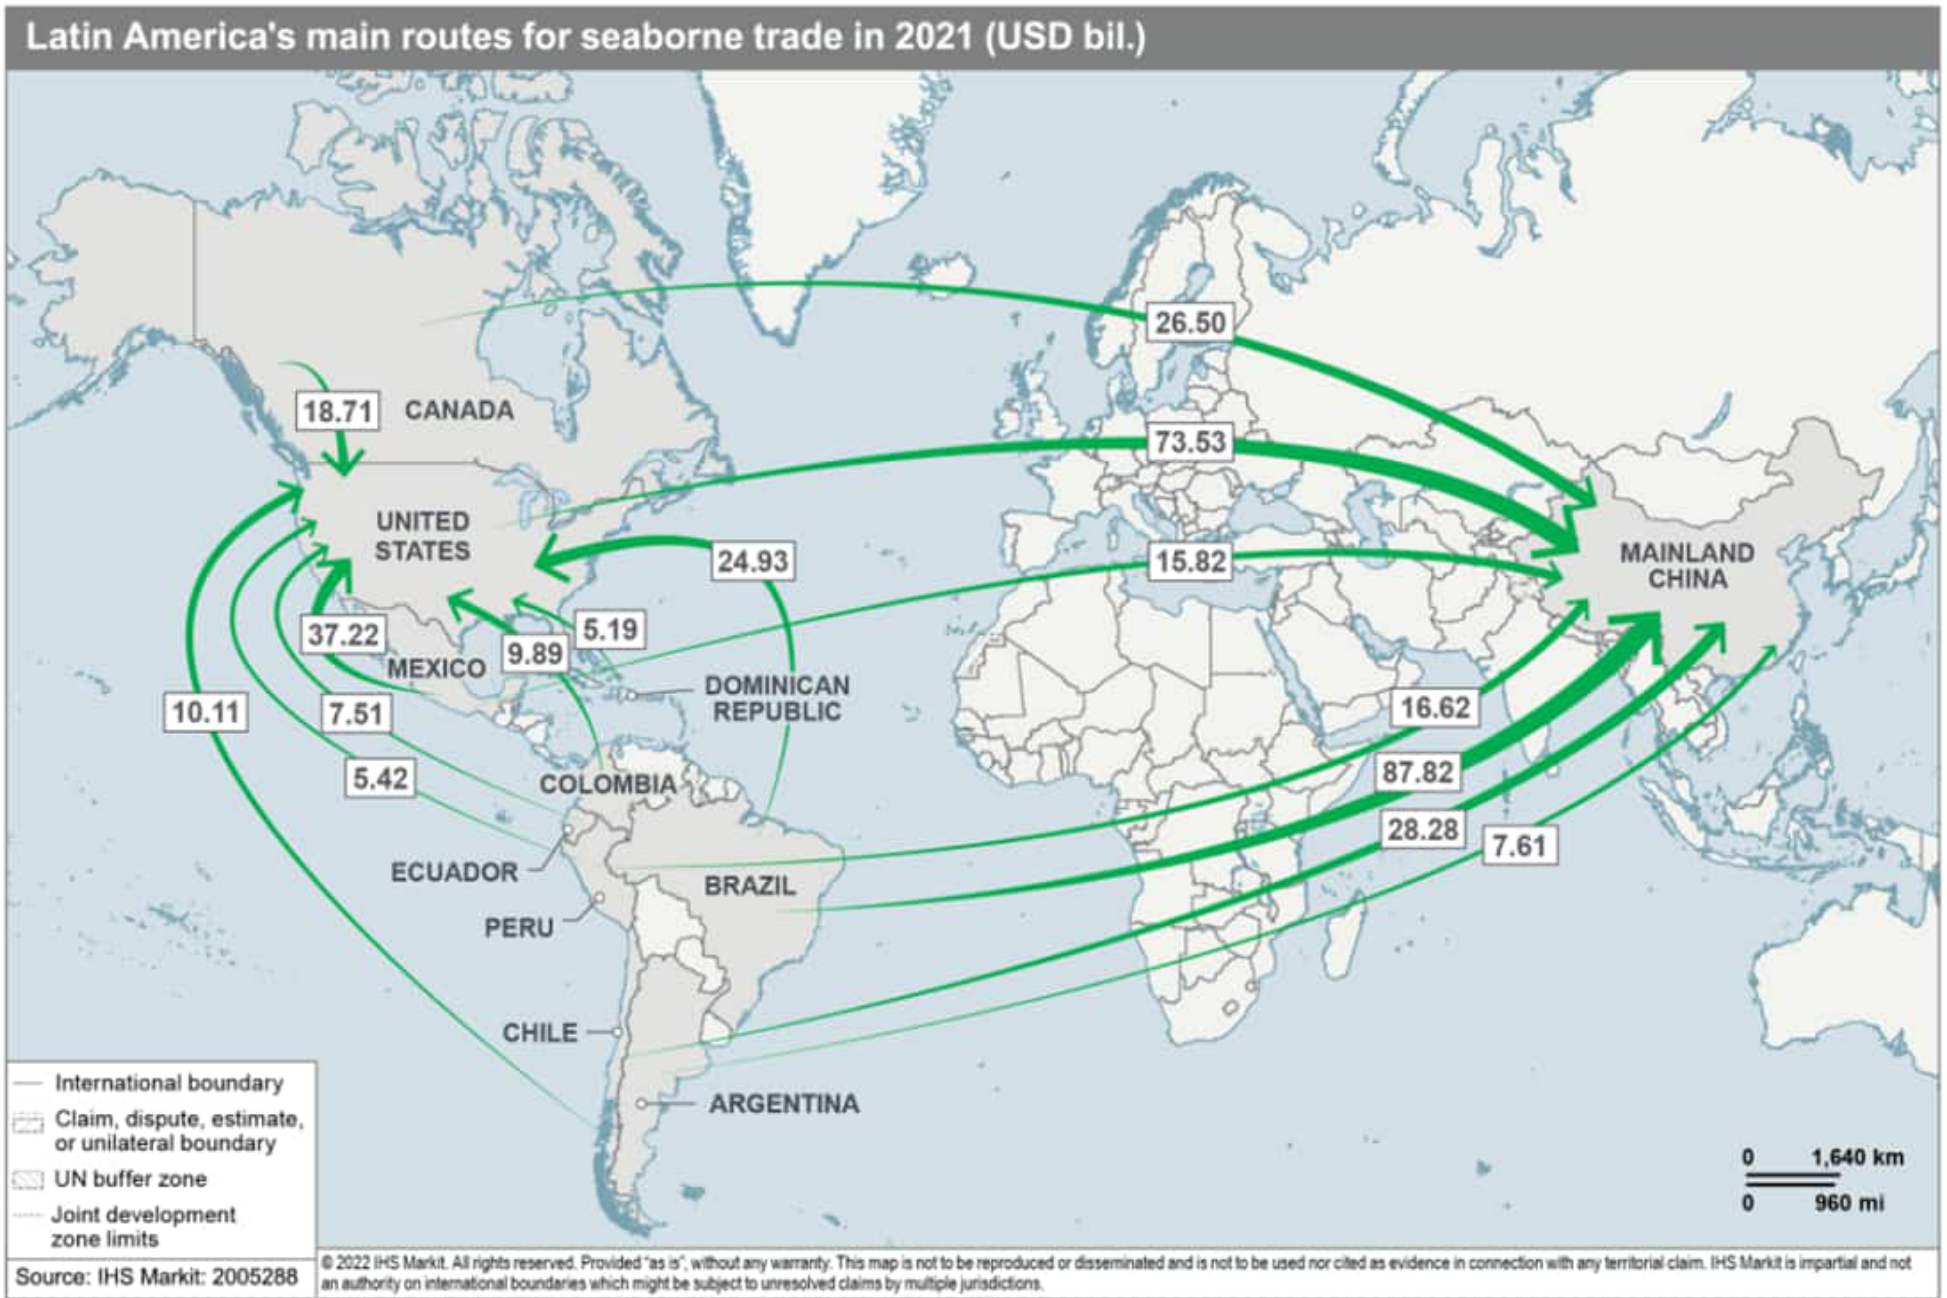 Latin America's main routes for seaborne trade in 2021 (USD bil.)
26.50
18.71
CANADA
73.53
UNITED
STATES
24.93
15.82
MAINLAND
CHINA
37.22
5.19
9.89
MEXICO
DOMINICAN
REPUBLIC
10.11
7.51
16.62
5.42
COLOMBIA
87.82
28.28
7.61
ECUADOR
BRAZIL
PERU
CHILE
ARGENTINA
International boundary
Claim, dispute, estimate,
or unilateral boundary
UN buffer zone
Joint development
zone limits
0 1,640 km
0 960 mi
Source: IHS Markit: 2005288
© 2022 IHS Markit. All rights reserved. Provided "as is", without any warranty. This map is not to be reproduced or disseminated and is not to be used nor cited as evidence in connection with any territorial claim. IHS Markit is impartial and not
an authority on international boundaries which might be subject to unresolved claims by multiple jurisdictions.